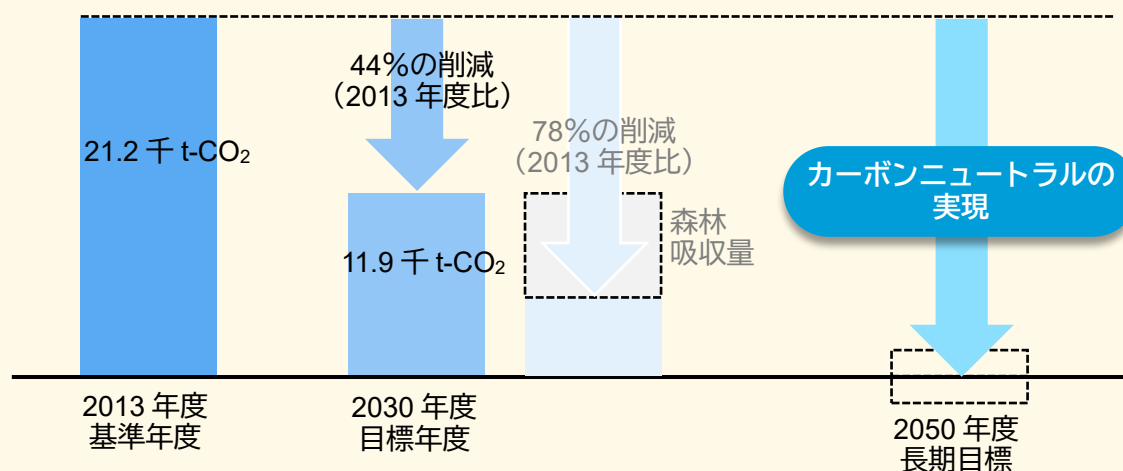 44%の削減
（2013 年度比）
21.2 千 t-CO₂
78%の削減
（2013 年度比）
カーボンニュートラルの
実現
森林
吸収量
11.9 千 t-CO₂
2013 年度
基準年度
2030 年度
目標年度
2050 年度
長期目標